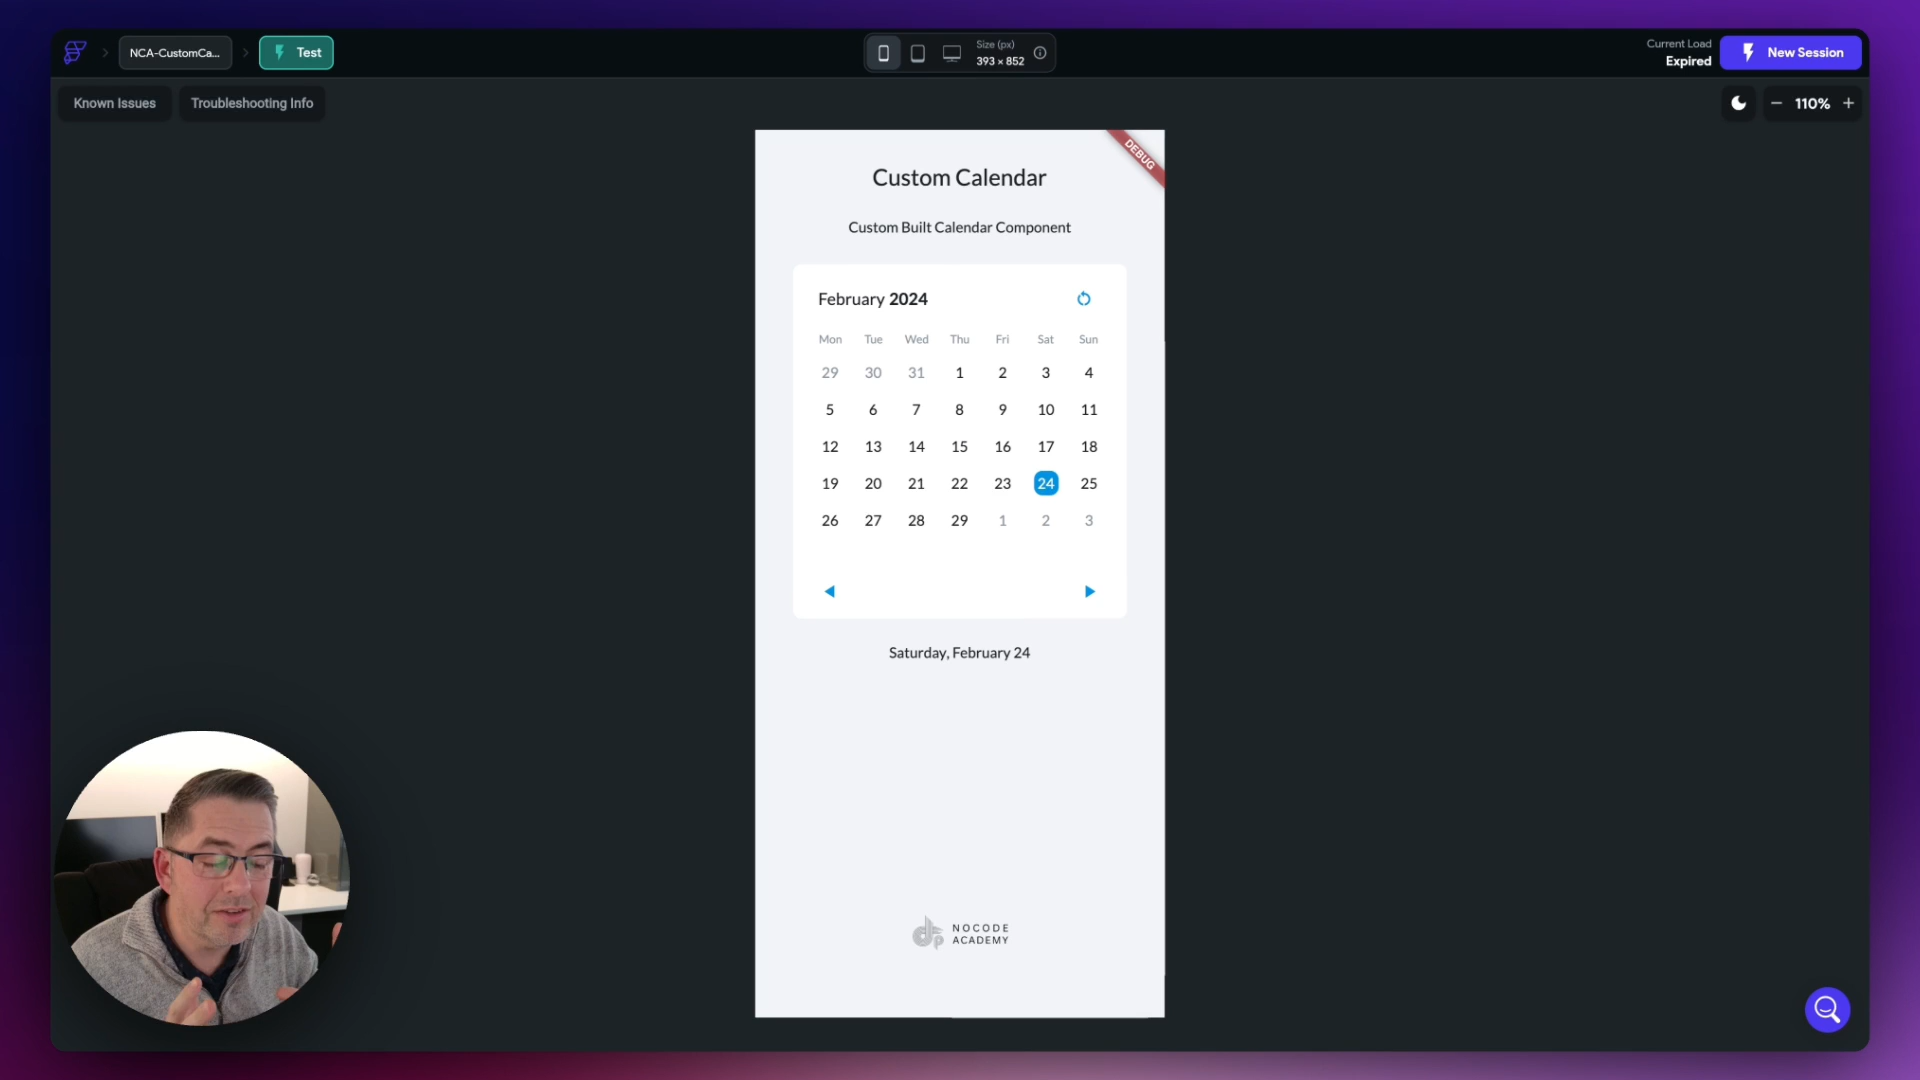 NCA-CustomCa...
Test
Size (px)
393 × 852
Current Load
Expired
New Session
Known Issues
Troubleshooting Info
110%
DEBUG
Custom Calendar
Custom Built Calendar Component
February 2024
Mon Tue Wed Thu Fri Sat Sun
29 30 31 1 2 3 4
5 6 7 8 9 10 11
12 13 14 15 16 17 18
19 20 21 22 23 24 25
26 27 28 29 1 2 3
Saturday, February 24
NOCODE
ACADEMY